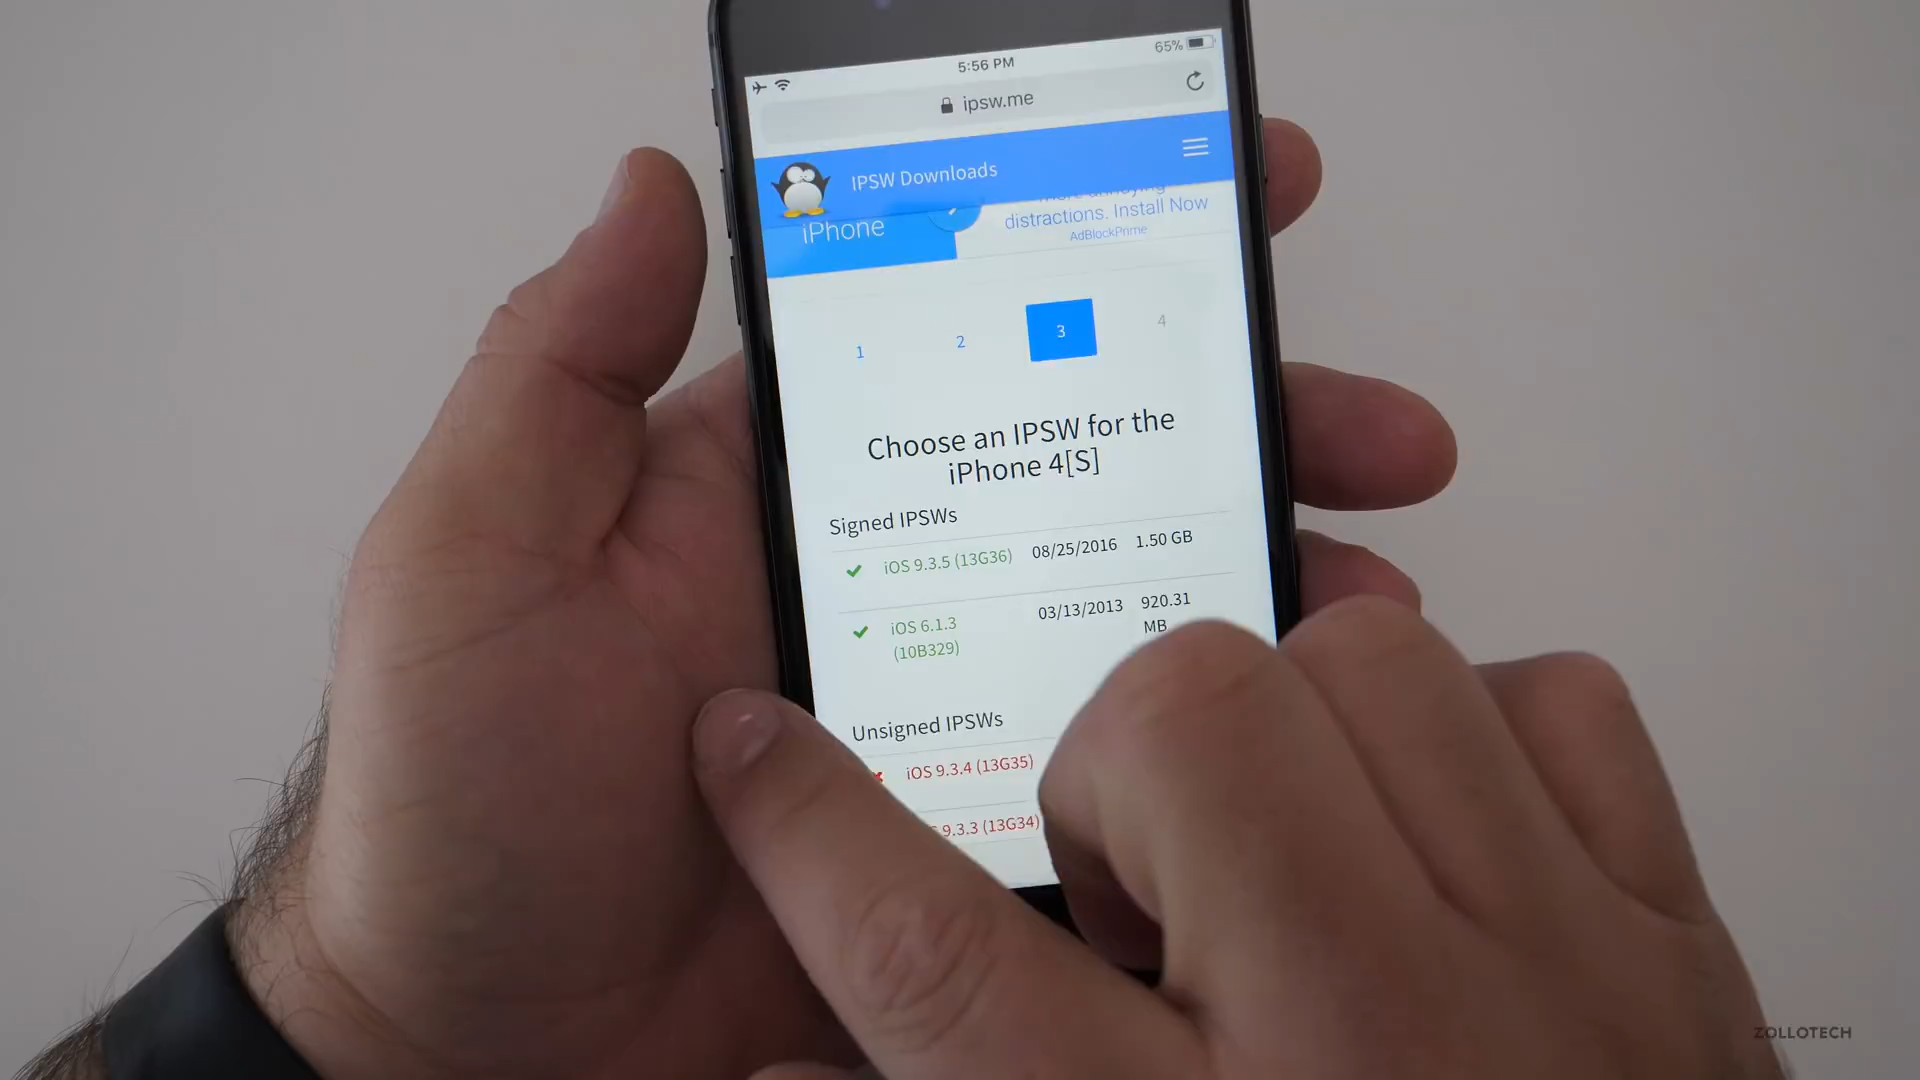 5:56 PM
65%
ipsw.me
IPSW Downloads
iPhone
distractions. Install Now
AdBlockPrime
1 2 3 4
Choose an IPSW for the
iPhone 4[S]
Signed IPSWs
iOS 9.3.5 (13G36) 08/25/2016 1.50 GB
iOS 6.1.3 03/13/2013 920.31
(10B329) MB
Unsigned IPSWs
iOS 9.3.4 (13G35)
9.3.3 (13G34)
ZOLLOTECH